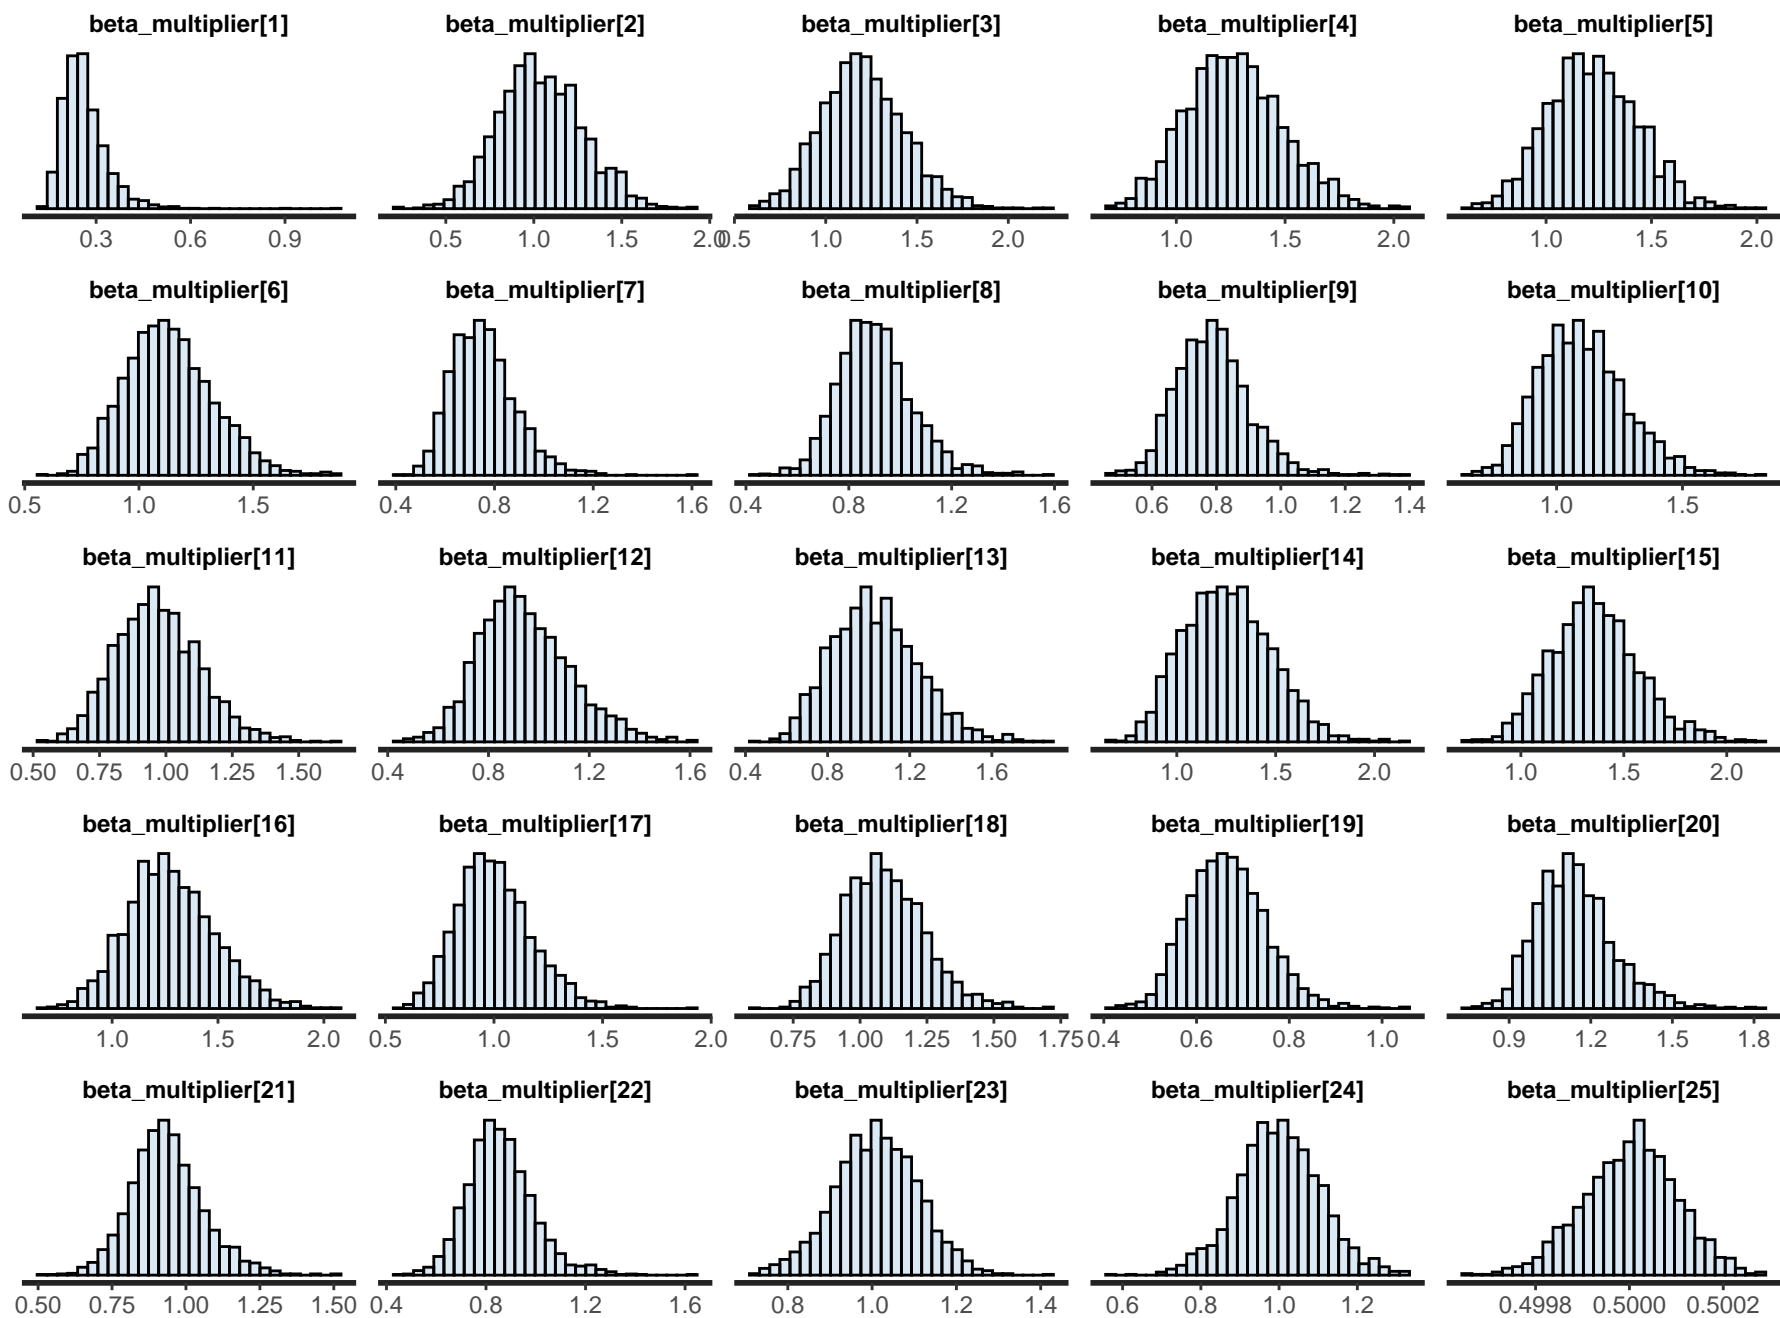 beta_multiplier[1] beta_multiplier[2] beta_multiplier[3] beta_multiplier[4] beta_multiplier[5]
0.3 0.6 0.9 0.5 1.0 1.5 2.0 0.5 1.0 1.5 2.0 1.0 1.5 2.0 1.0 1.5 2.0
beta_multiplier[6] beta_multiplier[7] beta_multiplier[8] beta_multiplier[9] beta_multiplier[10]
0.5 1.0 1.5 0.4 0.8 1.2 1.6 0.4 0.8 1.2 1.6 0.6 0.8 1.0 1.2 1.4 1.0 1.5
beta_multiplier[11] beta_multiplier[12] beta_multiplier[13] beta_multiplier[14] beta_multiplier[15]
0.50 0.75 1.00 1.25 1.50 0.4 0.8 1.2 1.6 0.4 0.8 1.2 1.6 1.0 1.5 2.0 1.0 1.5 2.0
beta_multiplier[16] beta_multiplier[17] beta_multiplier[18] beta_multiplier[19] beta_multiplier[20]
1.0 1.5 2.0 0.5 1.0 1.5 2.0 0.75 1.00 1.25 1.50 1.75 0.4 0.6 0.8 1.0 0.9 1.2 1.5 1.8
beta_multiplier[21] beta_multiplier[22] beta_multiplier[23] beta_multiplier[24] beta_multiplier[25]
0.50 0.75 1.00 1.25 1.50 0.4 0.8 1.2 1.6 0.8 1.0 1.2 1.4 0.6 0.8 1.0 1.2 0.4998 0.5000 0.5002